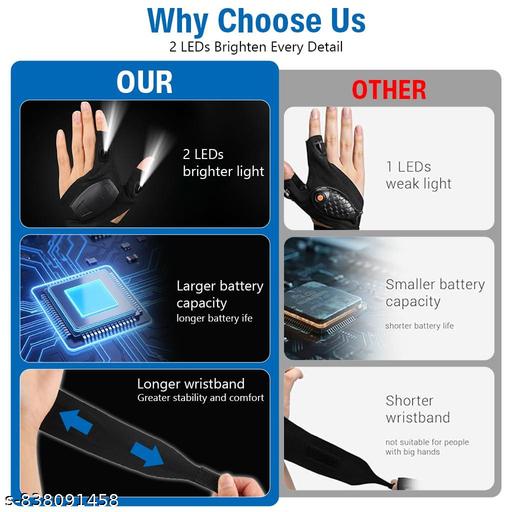 Why Choose Us
2 LEDs Brighten Every Detail
OUR
OTHER
2 LEDs
brighter light
1 LEDs
weak light
Larger battery
capacity
longer battery ife
Smaller battery
capacity
shorter battery life
Longer wristband
Greater stability and comfort
Shorter
wristband
not suitable for people
with big hands
s-838091458